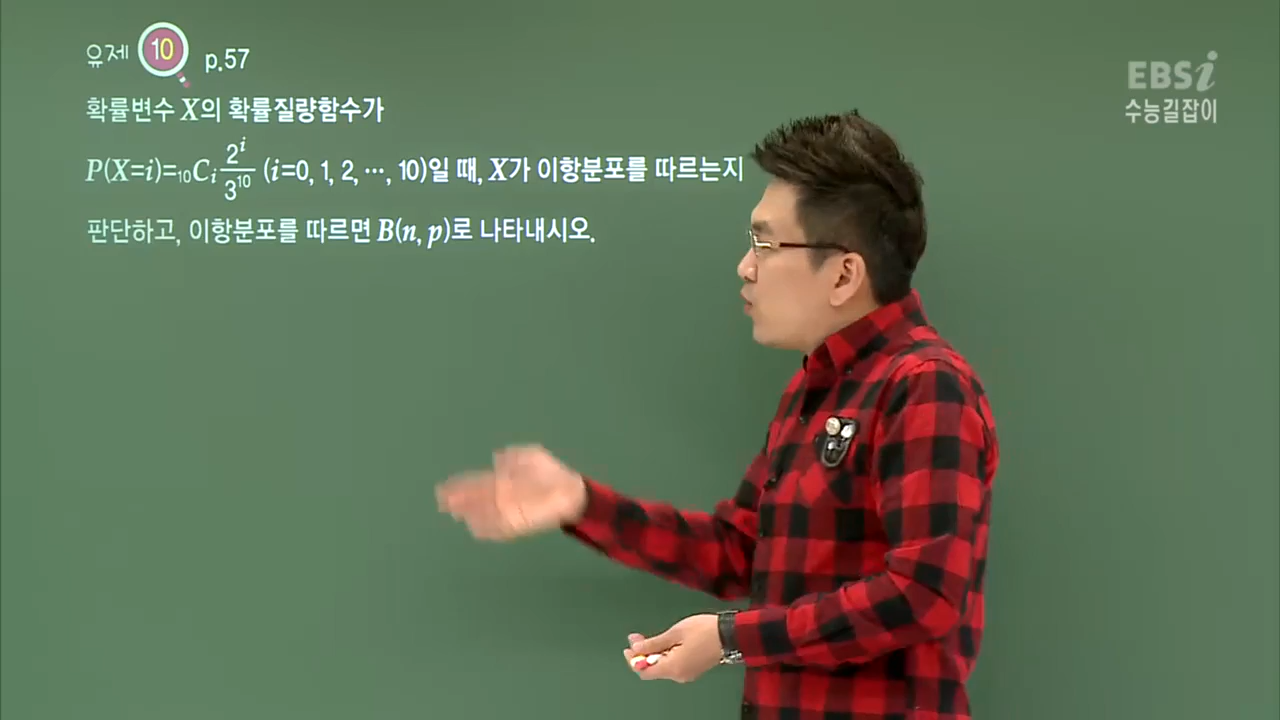 유제 10 p.57
확률변수 X의 확률질량함수가
P(X=i)=₁₀Cᵢ 2ⁱ/3¹⁰ (i=0, 1, 2, ⋯, 10)일 때, X가 이항분포를 따르는지
판단하고, 이항분포를 따르면 B(n, p)로 나타내시오.
EBSi
수능길잡이